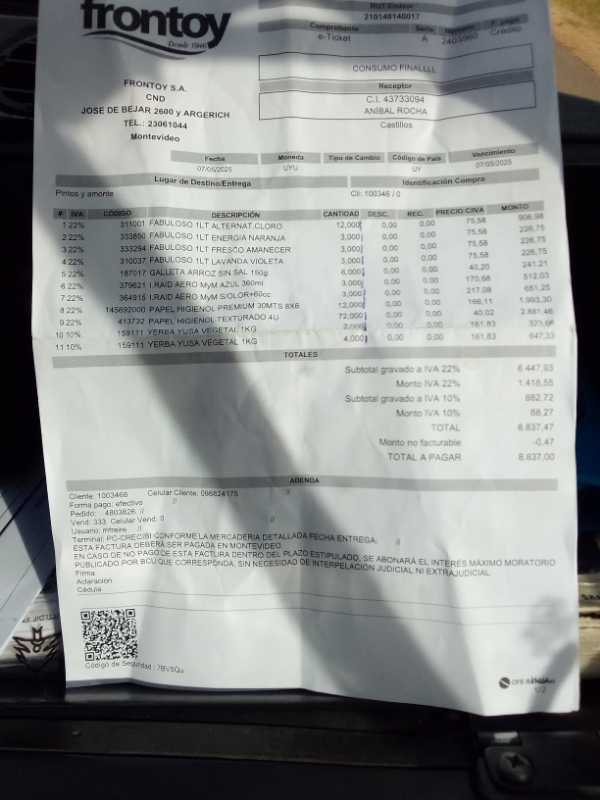 frontoy
Desde 1946
RUT Emisor
210148140017
Comprobante Serie Número F. pago
e-Ticket A 2403960 Crédito
CONSUMO FINALLLL
Receptor
C.I. 43733094
ANÍBAL ROCHA
Castillos
FRONTOY S.A.
CND
JOSE DE BEJAR 2600 y ARGERICH
TEL.: 23061044
Montevideo
Fecha Moneda Tipo de Cambio Código de País Vencimiento
07/05/2025 UYU UY 07/05/2025
Lugar de Destino/Entrega Identificación Compra
Pintos y amonte Cli: 100346 / 0
# IVA CÓDIGO DESCRIPCIÓN CANTIDAD DESC. REC. PRECIO C/IVA MONTO
1 22% 311001 FABULOSO 1LT ALTERNAT.CLORO 12,000 0,00 0,00 75,58 906,98
2 22% 333850 FABULOSO 1LT ENERGIA NARANJA 3,000 0,00 0,00 75,58 226,75
3 22% 333294 FABULOSO 1LT FRESCO AMANECER 3,000 0,00 0,00 75,58 226,75
4 22% 310037 FABULOSO 1LT LAVANDA VIOLETA 3,000 0,00 0,00 75,58 226,75
5 22% 187017 GALLETA ARROZ SIN SAL 150g 6,000 0,00 0,00 40,20 241,21
6 22% 379621 I.RAID AERO MyM AZUL 360ml 3,000 0,00 0,00 170,68 512,03
7 22% 364915 I.RAID AERO MyM S/OLOR+60cc 3,000 0,00 0,00 217,08 651,25
8 22% 145692000 PAPEL HIGIENOL PREMIUM 30MTS 8X6 12,000 0,00 0,00 166,11 1.993,30
9 22% 413732 PAPEL HIGIENOL TEXTURADO 4U 72,000 0,00 0,00 40,02 2.881,46
10 10% 159111 YERBA YUSA VEGETAL 1KG 2,000 0,00 0,00 161,83 323,66
11 10% 159111 YERBA YUSA VEGETAL 1KG 4,000 0,00 0,00 161,83 647,33
TOTALES
Subtotal gravado a IVA 22% 6.447,93
Monto IVA 22% 1.418,55
Subtotal gravado a IVA 10% 882,72
Monto IVA 10% 88,27
TOTAL 8.837,47
Monto no facturable -0,47
TOTAL A PAGAR 8.837,00
ADENDA
Cliente: 1003468 Celular Cliente: 098824175 //
Forma pago: efectivo //
Pedido: 4803826 //
Vend: 333 Celular Vend: 0 //
Usuario: mfreire //
Terminal: PC-CRECIBI CONFORME LA MERCADERIA DETALLADA FECHA ENTREGA: //
ESTA FACTURA DEBERA SER PAGADA EN MONTEVIDEO
EN CASO DE NO PAGO DE ESTA FACTURA DENTRO DEL PLAZO ESTIPULADO, SE ABONARÁ EL INTERÉS MÁXIMO MORATORIO
PUBLICADO POR BCU QUE CORRESPONDA, SIN NECESIDAD DE INTERPELACIÓN JUDICIAL NI EXTRAJUDICIAL
Firma
Aclaracion
Cédula
Código de Seguridad : 7BV5Qu
CFE
1/2